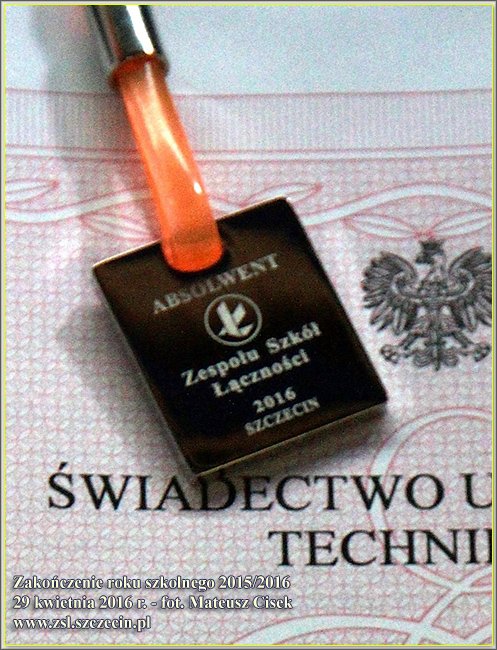 ABSOLWENT
Zespołu Szkół
Łączności
2016
SZCZECIN
ŚWIADECTWO U
TECHNI
Zakończenie roku szkolnego 2015/2016
29 kwietnia 2016 r. - fot. Mateusz Cisek
www.zsl.szczecin.pl